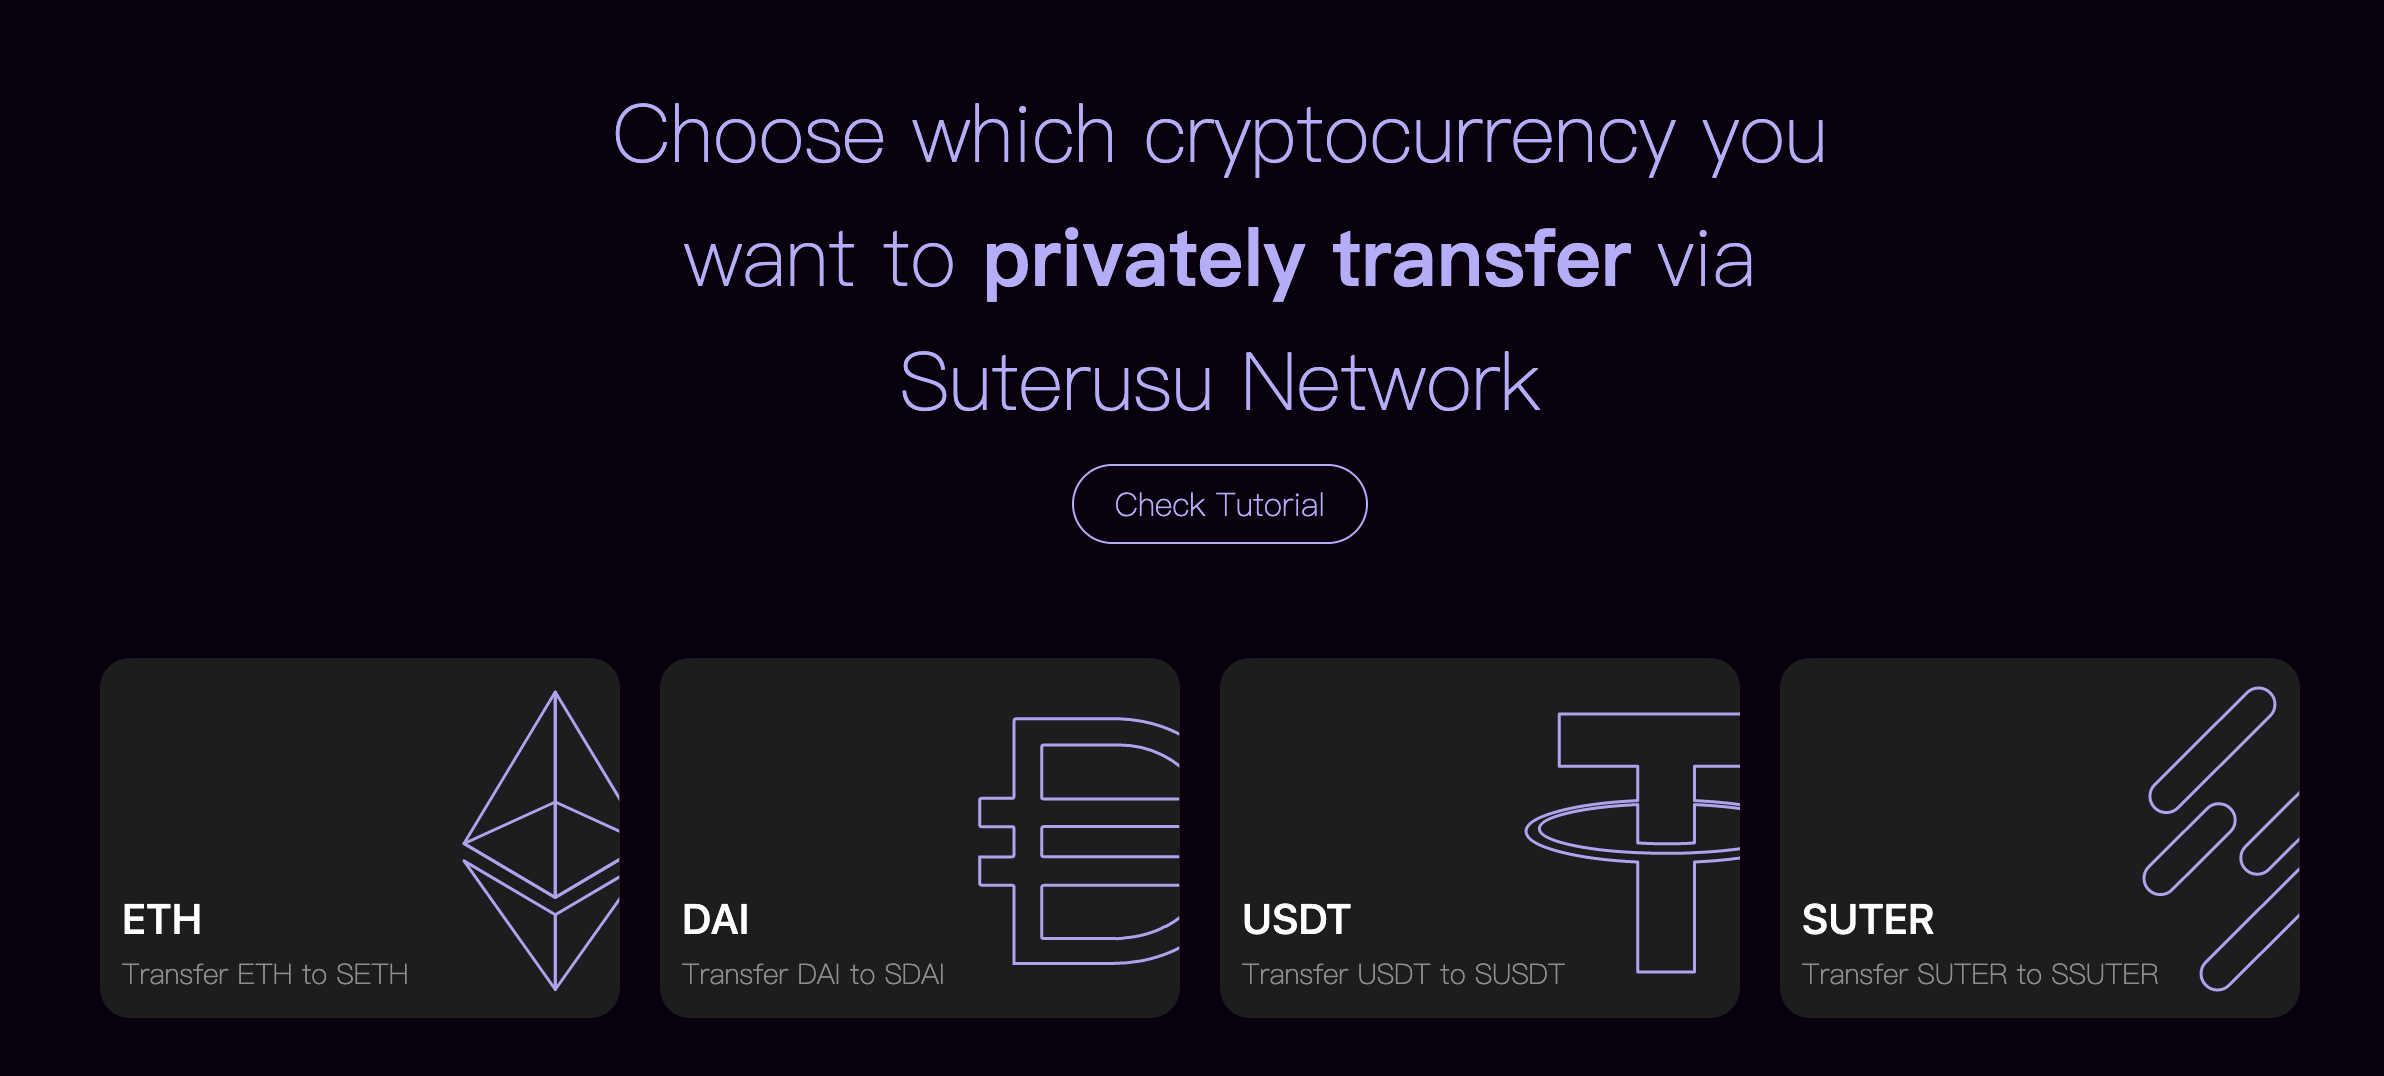 Choose which cryptocurrency you
want to privately transfer via
Suterusu Network
Check Tutorial
ETH
Transfer ETH to SETH
DAI
Transfer DAI to SDAI
USDT
Transfer USDT to SUSDT
SUTER
Transfer SUTER to SSUTER